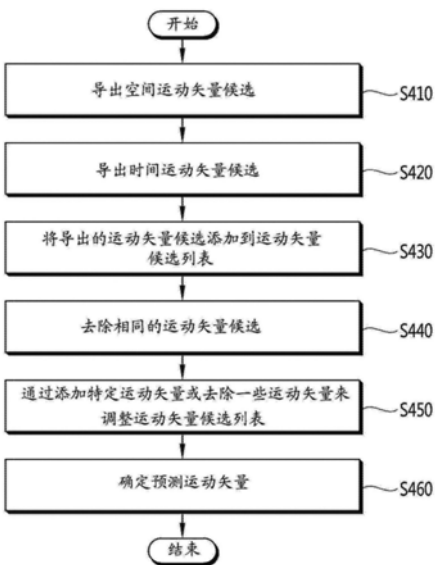 开始
导出空间运动矢量候选
S410
导出时间运动矢量候选
S420
将导出的运动矢量候选添加到运动矢量
候选列表
S430
去除相同的运动矢量候选
S440
通过添加特定运动矢量或去除一些运动矢量来
调整运动矢量候选列表
S450
确定预测运动矢量
S460
结束